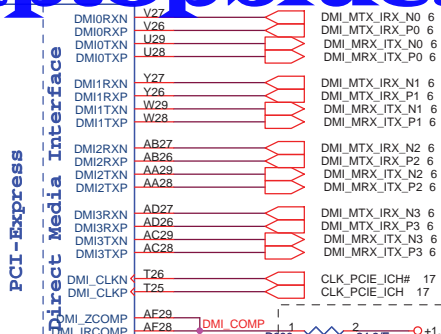 DMI0RXN V27 DMI_MTX_IRX_N0 6
DMI0RXP V26 DMI_MTX_IRX_P0 6
DMI0TXN U29 DMI_MRX_ITX_N0 6
DMI0TXP U28 DMI_MRX_ITX_P0 6
DMI1RXN Y27 DMI_MTX_IRX_N1 6
DMI1RXP Y26 DMI_MTX_IRX_P1 6
DMI1TXN W29 DMI_MRX_ITX_N1 6
DMI1TXP W28 DMI_MRX_ITX_P1 6
DMI2RXN AB27 DMI_MTX_IRX_N2 6
DMI2RXP AB26 DMI_MTX_IRX_P2 6
DMI2TXN AA29 DMI_MRX_ITX_N2 6
DMI2TXP AA28 DMI_MRX_ITX_P2 6
DMI3RXN AD27 DMI_MTX_IRX_N3 6
DMI3RXP AD26 DMI_MTX_IRX_P3 6
DMI3TXN AC29 DMI_MRX_ITX_N3 6
DMI3TXP AC28 DMI_MRX_ITX_P3 6
DMI_CLKN T26 CLK_PCIE_ICH# 17
DMI_CLKP T25 CLK_PCIE_ICH 17
DMI_ZCOMP AF29
DMI_IRCOMP AF28 DMI_COMP 1 2
PCI-Express
Direct Media Interface